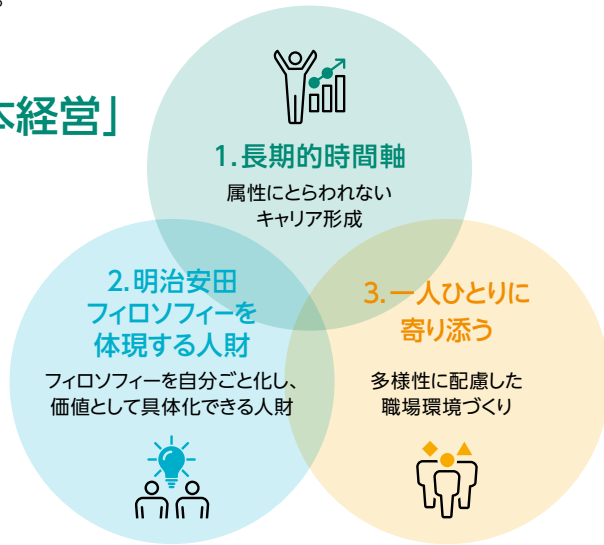 。
本経営」
1.長期的時間軸
属性にとらわれない
キャリア形成
2.明治安田
フィロソフィーを
体現する人財
フィロソフィーを自分ごと化し、
価値として具体化できる人財
3.一人ひとりに
寄り添う
多様性に配慮した
職場環境づくり